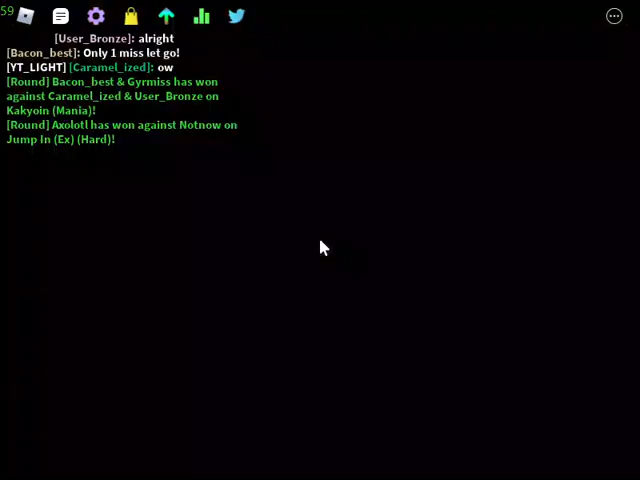 59
[User_Bronze]: alright
[Bacon_best]: Only 1 miss let go!
[YT_LIGHT] [Caramel_ized]: ow
[Round] Bacon_best & Gyrmiss has won
against Caramel_ized & User_Bronze on
Kakyoin (Mania)!
[Round] Axolotl has won against Notnow on
Jump In (Ex) (Hard)!